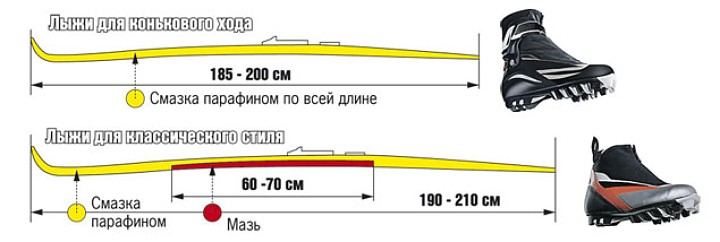 Лыжи для конькового хода
185 - 200 см
Смазка парафином по всей длине
Лыжи для классического стиля
60 -70 см
190 - 210 см
Смазка
парафином
Мазь